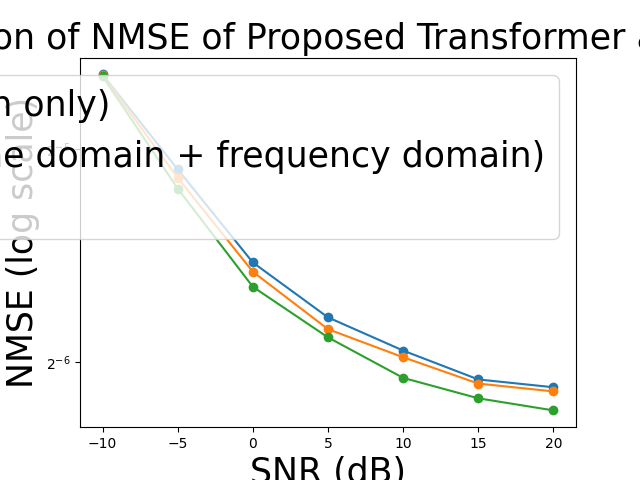 on of NMSE of Proposed Transformer
n only)
e domain + frequency domain)
NMSE (log scale)
2⁻⁶
−10 −5 0 5 10 15 20
SNR (dB)